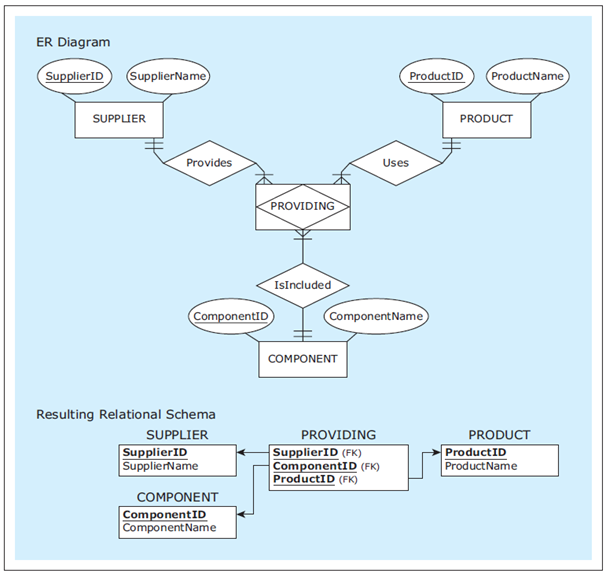 ER Diagram
SupplierID
SupplierName
ProductID
ProductName
SUPPLIER
PRODUCT
Provides
Uses
PROVIDING
IsIncluded
ComponentID
ComponentName
COMPONENT
Resulting Relational Schema
SUPPLIER
SupplierID
SupplierName
PROVIDING
SupplierID (FK)
ComponentID (FK)
ProductID (FK)
PRODUCT
ProductID
ProductName
COMPONENT
ComponentID
ComponentName